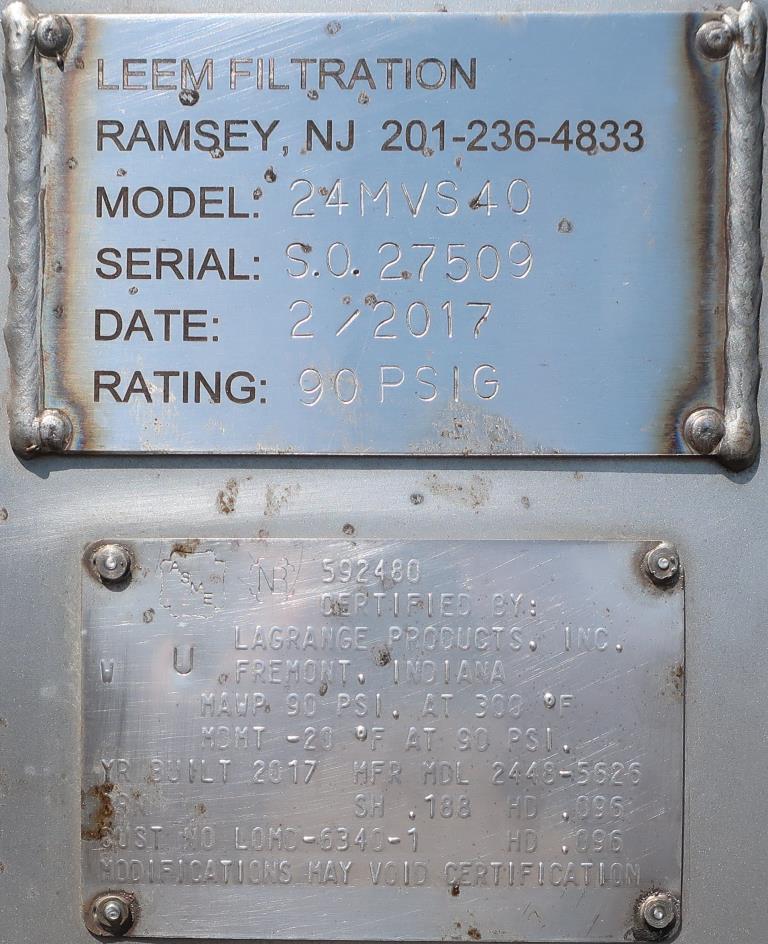 LEEM FILTRATION
RAMSEY, NJ 201-236-4833
MODEL: 24MVS40
SERIAL: S.O. 27509
DATE: 2/2017
RATING: 90 PSIG
ASME NB 592480
CERTIFIED BY:
LAGRANGE PRODUCTS, INC.
W U FREMONT, INDIANA
MAWP 90 PSI. AT 300 °F
MDMT -20 °F AT 90 PSI.
YR BUILT 2017 MFR MDL 2448-5626
SH .188 HD .096
CUST NO LOMC-6340-1 HD .096
MODIFICATIONS MAY VOID CERTIFICATION